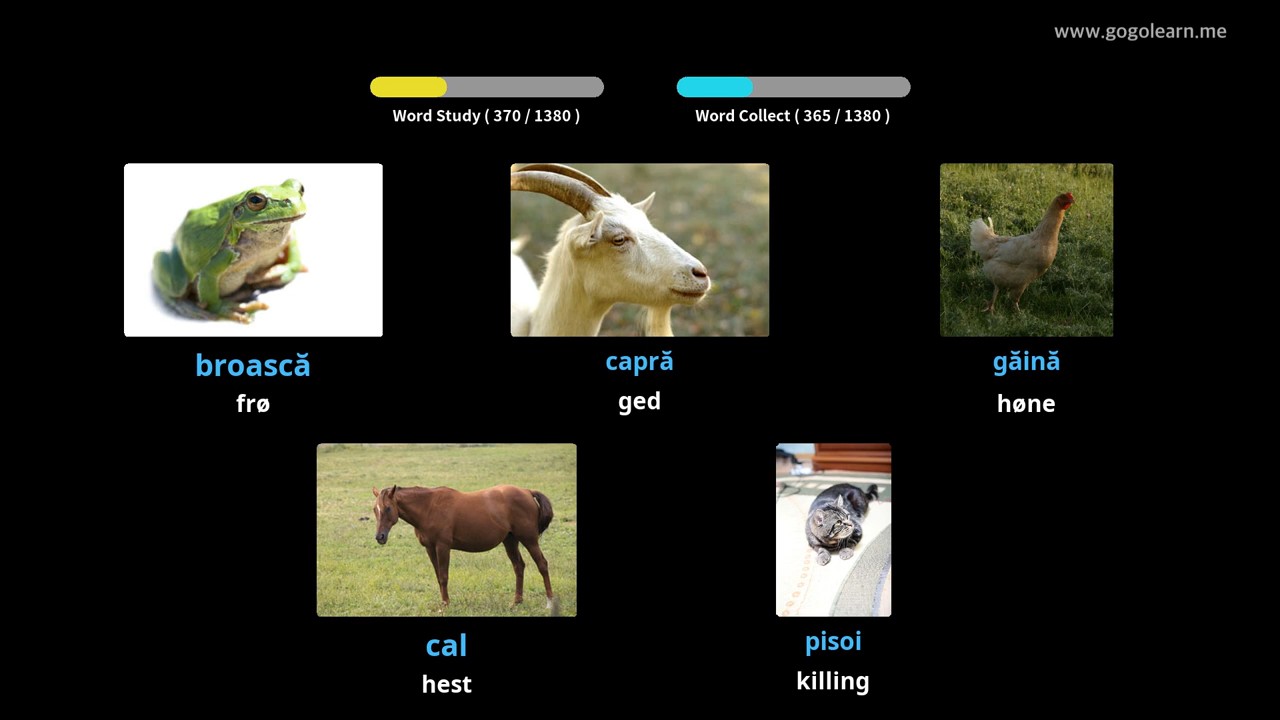 www.gogolearn.me
Word Study ( 370 / 1380 )
Word Collect ( 365 / 1380 )
broască
capră
găină
frø
ged
høne
cal
pisoi
hest
killing